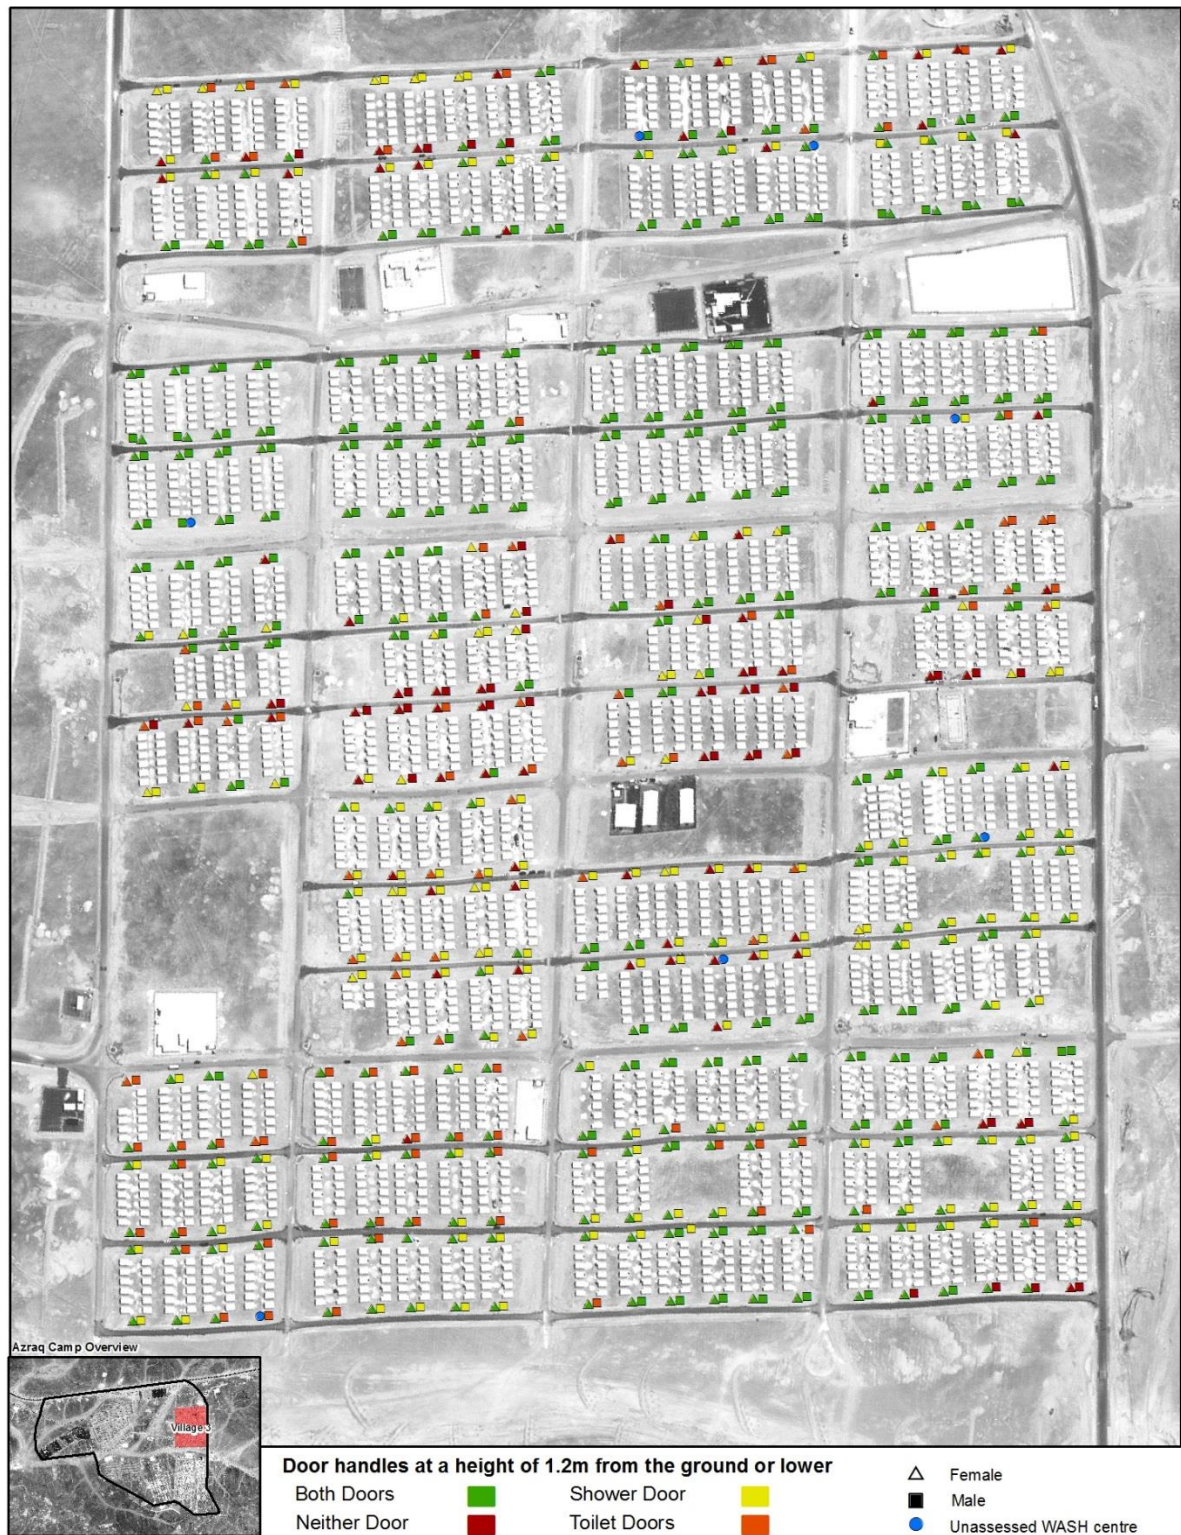 Azraq Camp Overview
Village 3
Door handles at a height of 1.2m from the ground or lower
Both Doors
Shower Door
Neither Door
Toilet Doors
Female
Male
Unassessed WASH centre